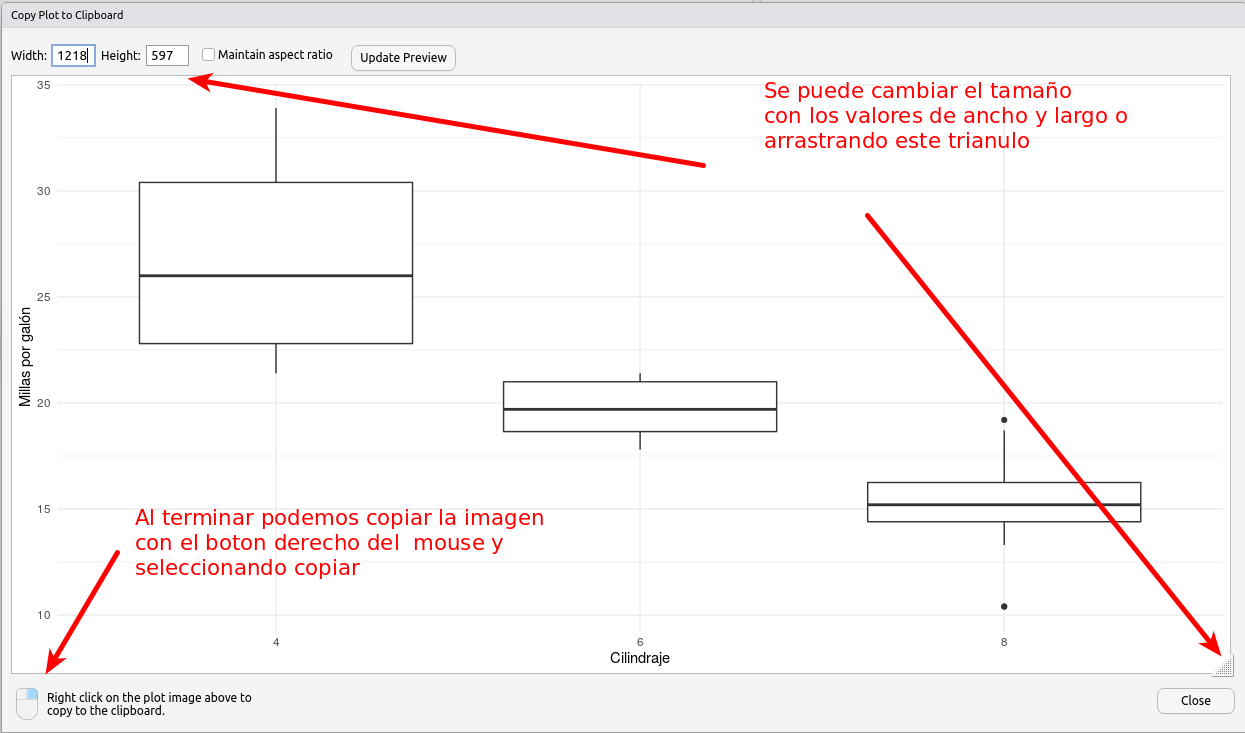 Copy Plot to Clipboard
Width: 1218 Height: 597 Maintain aspect ratio Update Preview
Se puede cambiar el tamaño
con los valores de ancho y largo o
arrastrando este trianulo
35
30
25
20
15
10
Millas por galón
Al terminar podemos copiar la imagen
con el boton derecho del  mouse y
seleccionando copiar
4 6 8
Cilindraje
Right click on the plot image above to
copy to the clipboard.
Close